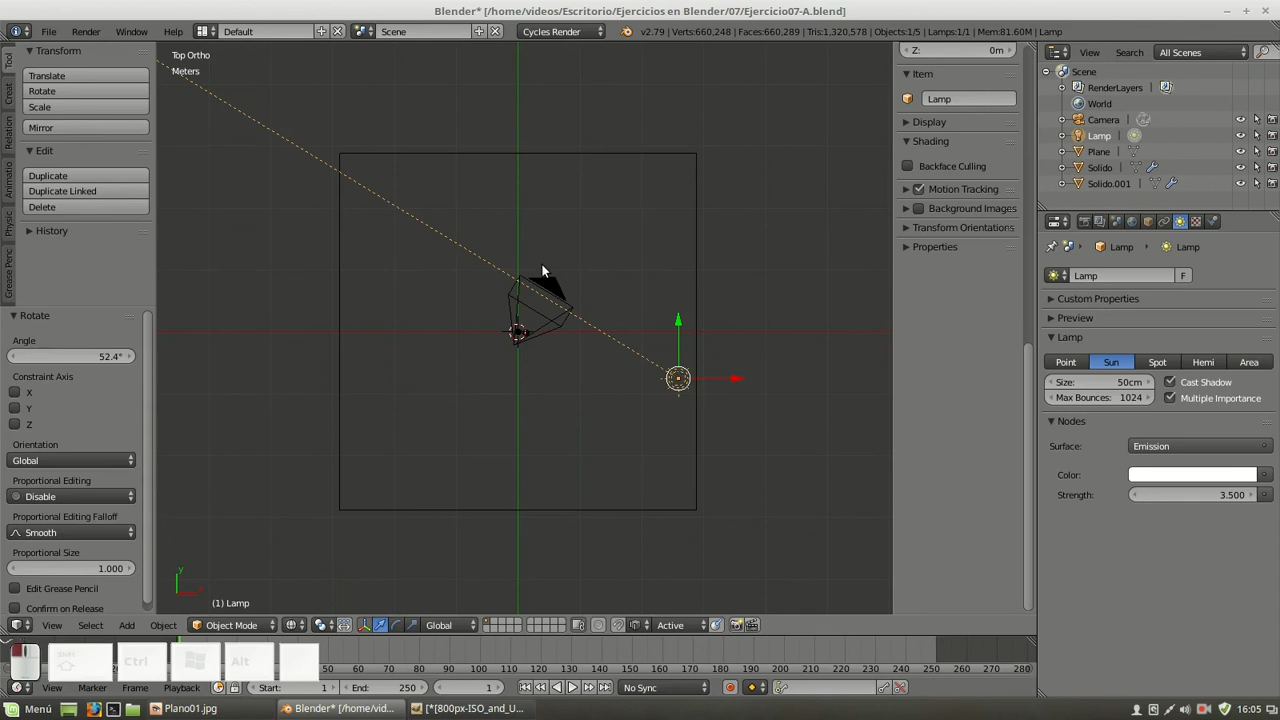 Blender* [/home/videos/Escritorio/Ejercicios en Blender/07/Ejercicio07-A.blend]
File Render Window Help Default Scene Cycles Render v2.79 | Verts:660,248 | Faces:660,289 | Tris:1,320,578 | Objects:1/5 | Lamps:1/1 | Mem:81.60M | Lamp
Tool
Creat
Relation
Animatio
Physic
Grease Penc
Transform
Translate
Rotate
Scale
Mirror
Edit
Duplicate
Duplicate Linked
Delete
History
Rotate
Angle
52.4°
Constraint Axis
X
Y
Z
Orientation
Global
Proportional Editing
Disable
Proportional Editing Falloff
Smooth
Proportional Size
1.000
Edit Grease Pencil
Confirm on Release
Top Ortho
Meters
y
(1) Lamp
View Select Add Object Object Mode Global Active
Z: 0m
Item
Lamp
Display
Shading
Backface Culling
Motion Tracking
Background Images
Transform Orientations
Properties
View Search All Scenes
Scene
RenderLayers
World
Camera
Lamp
Plane
Solido
Solido.001
Lamp Lamp
Lamp F
Custom Properties
Preview
Lamp
Point Sun Spot Hemi Area
Size: 50cm Cast Shadow
Max Bounces: 1024 Multiple Importance
Nodes
Surface: Emission
Color:
Strength: 3.500
Shift Ctrl Alt
20 30 40 50 60 70 80 90 100 110 120 130 140 150 160 170 180 190 200 210 220 230 240 250 260 270 280
View Marker Frame Playback Start: 1 End: 250 1 No Sync
Menú Plano01.jpg Blender* [/home/vid... [*[800px-ISO_and_U... 16:05